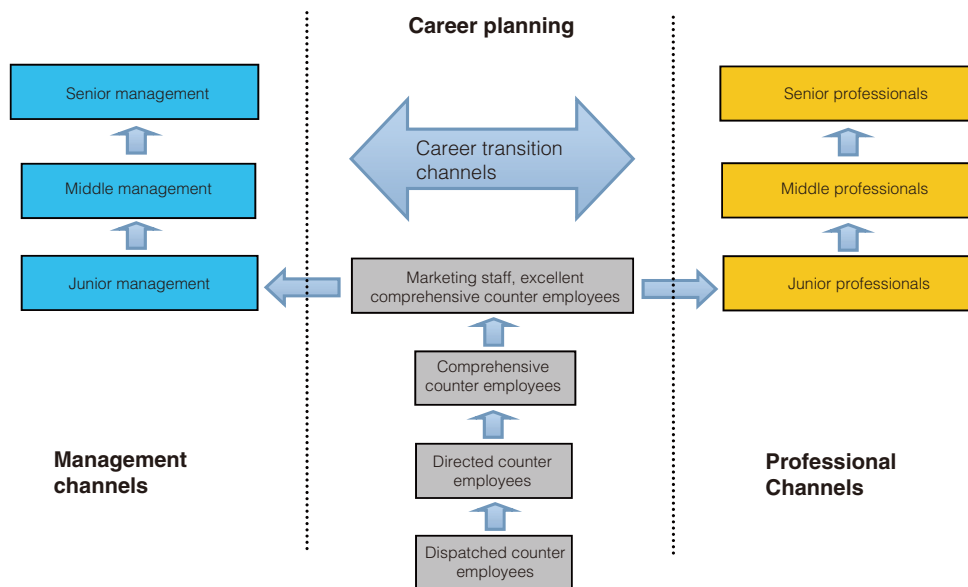 Career planning
Senior management
Senior professionals
Career transition
channels
Middle management
Middle professionals
Junior management
Marketing staff, excellent
comprehensive counter employees
Junior professionals
Comprehensive
counter employees
Management
channels
Directed counter
employees
Professional
Channels
Dispatched counter
employees